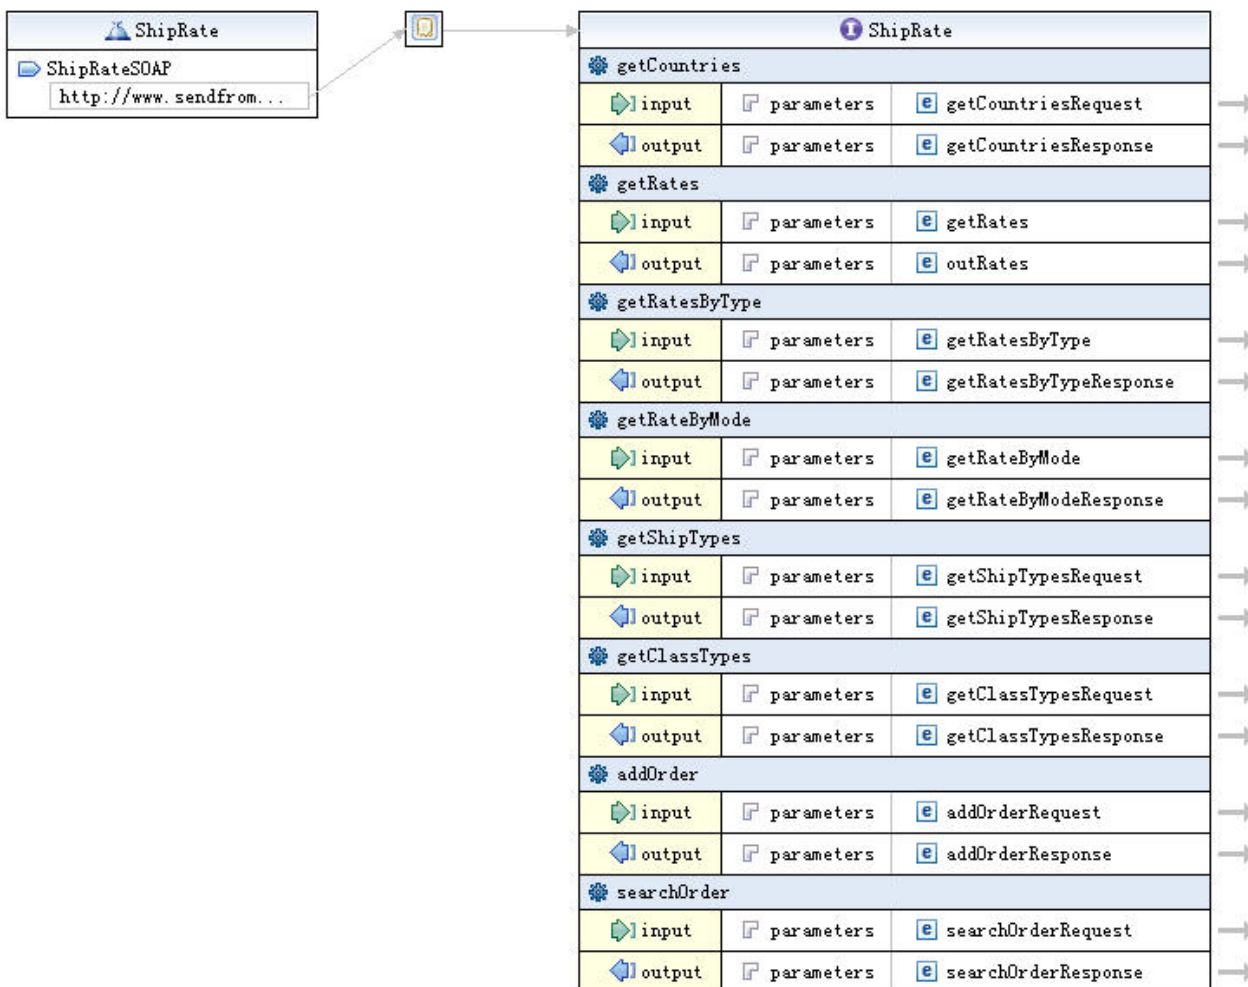 ShipRate
ShipRateSOAP
http://www.sendfrom...
ShipRate
getCountries
input parameters getCountriesRequest
output parameters getCountriesResponse
getRates
input parameters getRates
output parameters outRates
getRatesByType
input parameters getRatesByType
output parameters getRatesByTypeResponse
getRateByMode
input parameters getRateByMode
output parameters getRateByModeResponse
getShipTypes
input parameters getShipTypesRequest
output parameters getShipTypesResponse
getClassTypes
input parameters getClassTypesRequest
output parameters getClassTypesResponse
addOrder
input parameters addOrderRequest
output parameters addOrderResponse
searchOrder
input parameters searchOrderRequest
output parameters searchOrderResponse